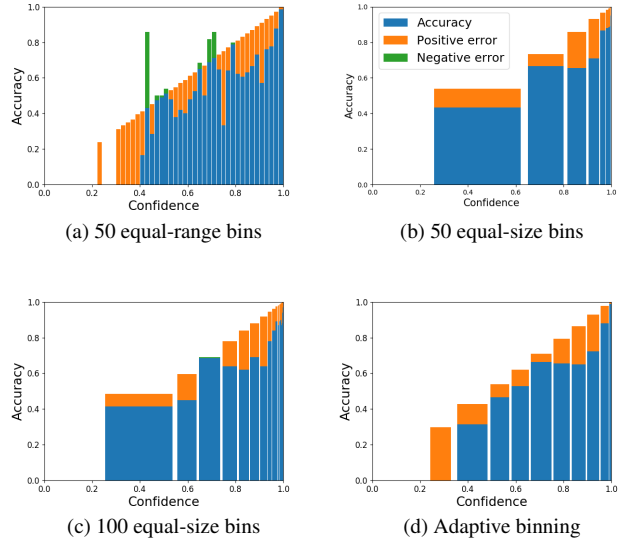 1.0
0.8
0.6
0.4
0.2
0.0
Accuracy
0.0 0.2 0.4 0.6 0.8 1.0
Confidence
(a) 50 equal-range bins
1.0
0.8
0.6
0.4
0.2
0.0
Accuracy
Accuracy
Positive error
Negative error
0.0 0.2 0.4 0.6 0.8 1.0
Confidence
(b) 50 equal-size bins
1.0
0.8
0.6
0.4
0.2
0.0
Accuracy
0.0 0.2 0.4 0.6 0.8 1.0
Confidence
(c) 100 equal-size bins
1.0
0.8
0.6
0.4
0.2
0.0
Accuracy
0.0 0.2 0.4 0.6 0.8 1.0
Confidence
(d) Adaptive binning